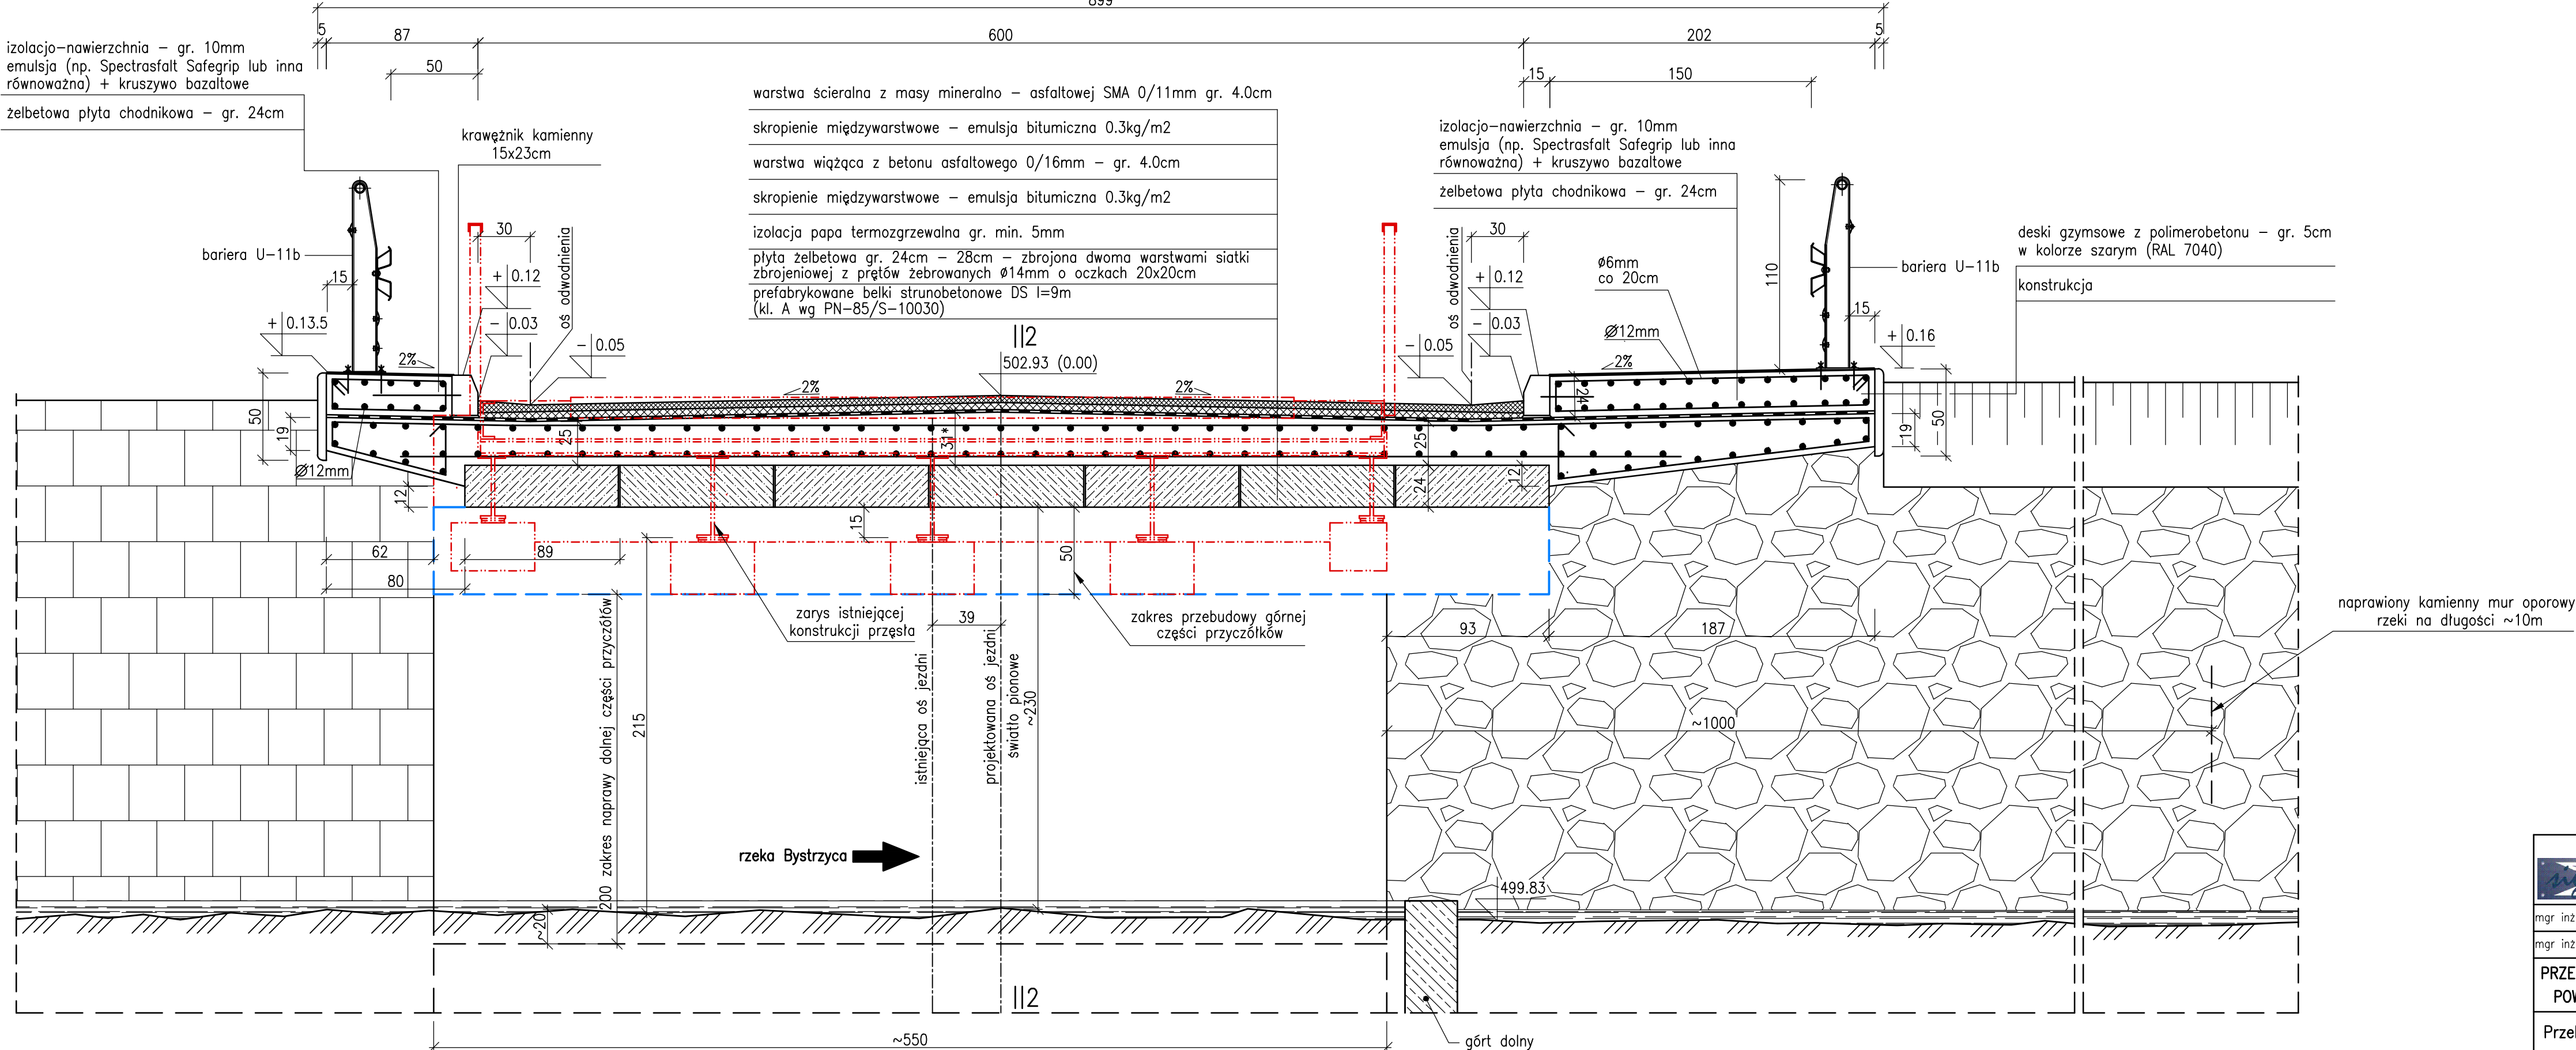 899
5
87
600
202
5
50
15
150
izolacjo-nawierzchnia - gr. 10mm
emulsja (np. Spectrasfalt Safegrip lub inna
równoważna) + kruszywo bazaltowe
żelbetowa płyta chodnikowa - gr. 24cm
krawężnik kamienny
15x23cm
warstwa ścieralna z masy mineralno - asfaltowej SMA 0/11mm gr. 4.0cm
skropienie międzywarstwowe - emulsja bitumiczna 0.3kg/m2
warstwa wiążąca z betonu asfaltowego 0/16mm - gr. 4.0cm
skropienie międzywarstwowe - emulsja bitumiczna 0.3kg/m2
izolacja papa termozgrzewalna gr. min. 5mm
płyta żelbetowa gr. 24cm - 28cm - zbrojona dwoma warstwami siatki
zbrojeniowej z prętów żebrowanych ø14mm o oczkach 20x20cm
prefabrykowane belki strunobetonowe DS l=9m
(kl. A wg PN-85/S-10030)
izolacjo-nawierzchnia - gr. 10mm
emulsja (np. Spectrasfalt Safegrip lub inna
równoważna) + kruszywo bazaltowe
żelbetowa płyta chodnikowa - gr. 24cm
deski gzymsowe z polimerobetonu - gr. 5cm
w kolorze szarym (RAL 7040)
konstrukcja
bariera U-11b
15
30
oś odwodnienia
+ 0.12
- 0.03
- 0.05
+ 0.13.5
2%
||2
502.93 (0.00)
2%
2%
- 0.05
oś odwodnienia
30
+ 0.12
- 0.03
ø6mm
co 20cm
Ø12mm
2%
110
bariera U-11b
15
+ 0.16
50
19
Ø12mm
12
25
31*
25
24
12
24
19
50
62
80
89
15
50
zarys istniejącej
konstrukcji przęsła
39
zakres przebudowy górnej
części przyczółków
93
187
naprawiony kamienny mur oporowy
rzeki na długości ~10m
200 zakres naprawy dolnej części przyczółków
215
istniejąca oś jezdni
projektowana oś jezdni
światło pionowe
~230
~1000
rzeka Bystrzyca
499.83
~20
||2
~550
górt dolny
mgr inż
mgr inż
PRZE
POW
Przek